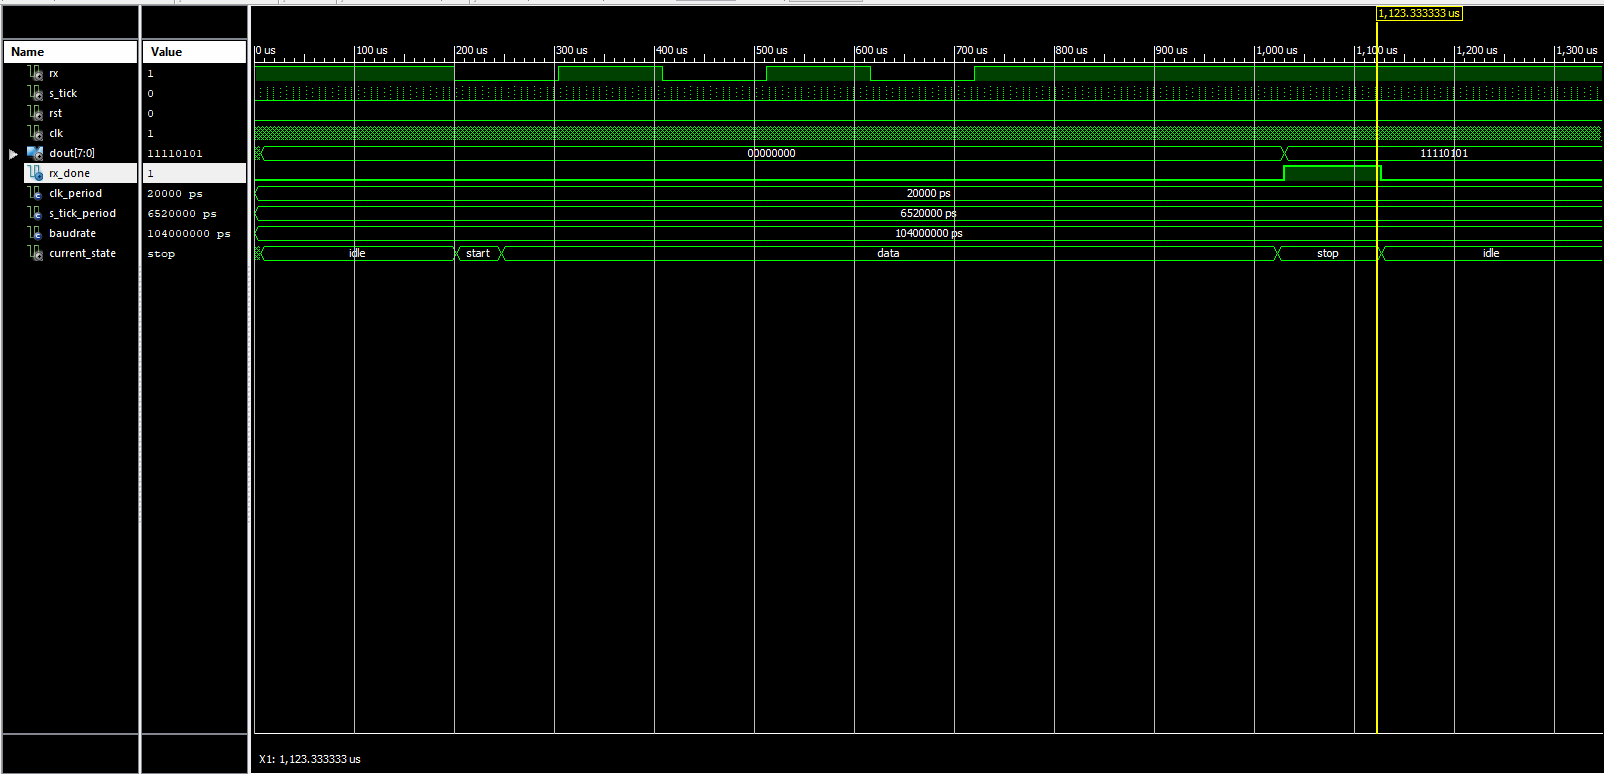 1,123.333333 us
Name Value 0 us 100 us 200 us 300 us 400 us 500 us 600 us 700 us 800 us 900 us 1,000 us 1,100 us 1,200 us 1,300 us
rx 1
s_tick 0
rst 0
clk 1
dout[7:0] 11110101 00000000 11110101
rx_done 1
clk_period 20000 ps 20000 ps
s_tick_period 6520000 ps 6520000 ps
baudrate 104000000 ps 104000000 ps
current_state stop idle start data stop idle
X1: 1,123.333333 us